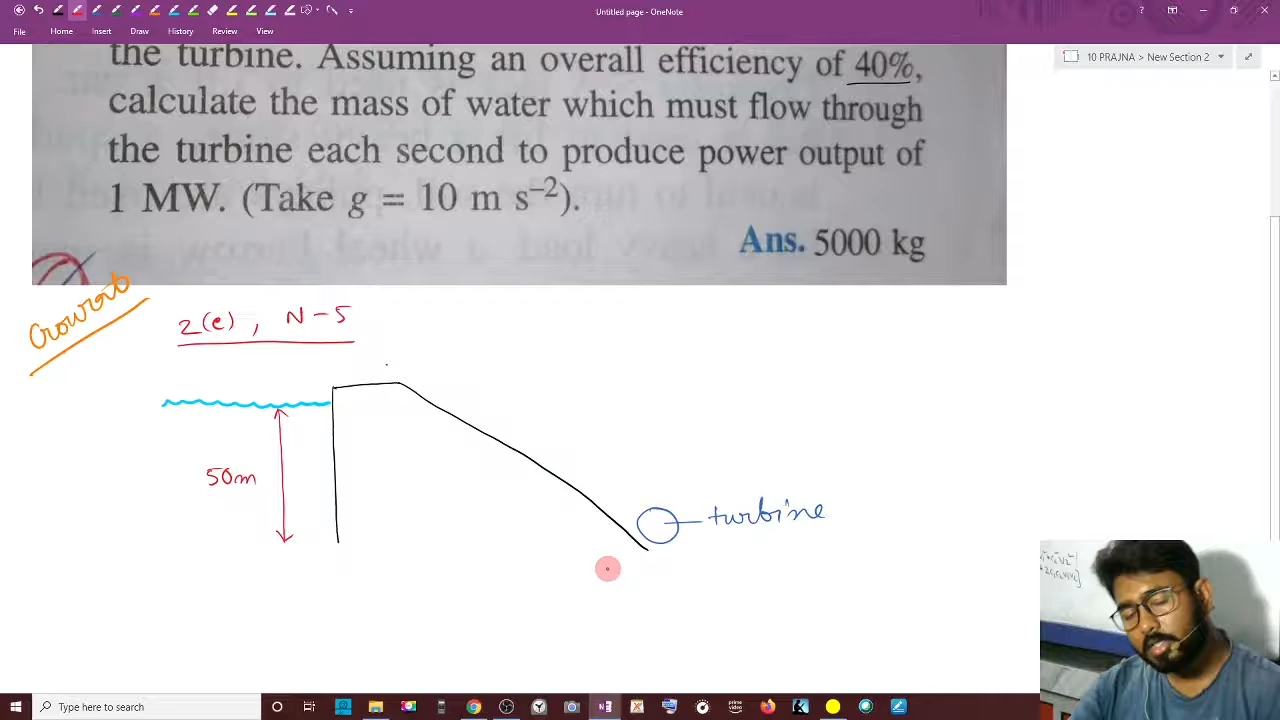 Untitled page - OneNote
File Home Insert Draw History Review View
10 PRAJNA > New Section 2
the turbine. Assuming an overall efficiency of 40%,
calculate the mass of water which must flow through
the turbine each second to produce power output of
1 MW. (Take g = 10 m s⁻²).
Ans. 5000 kg
2(e), N-5
50m
turbine
Type here to search
prime video